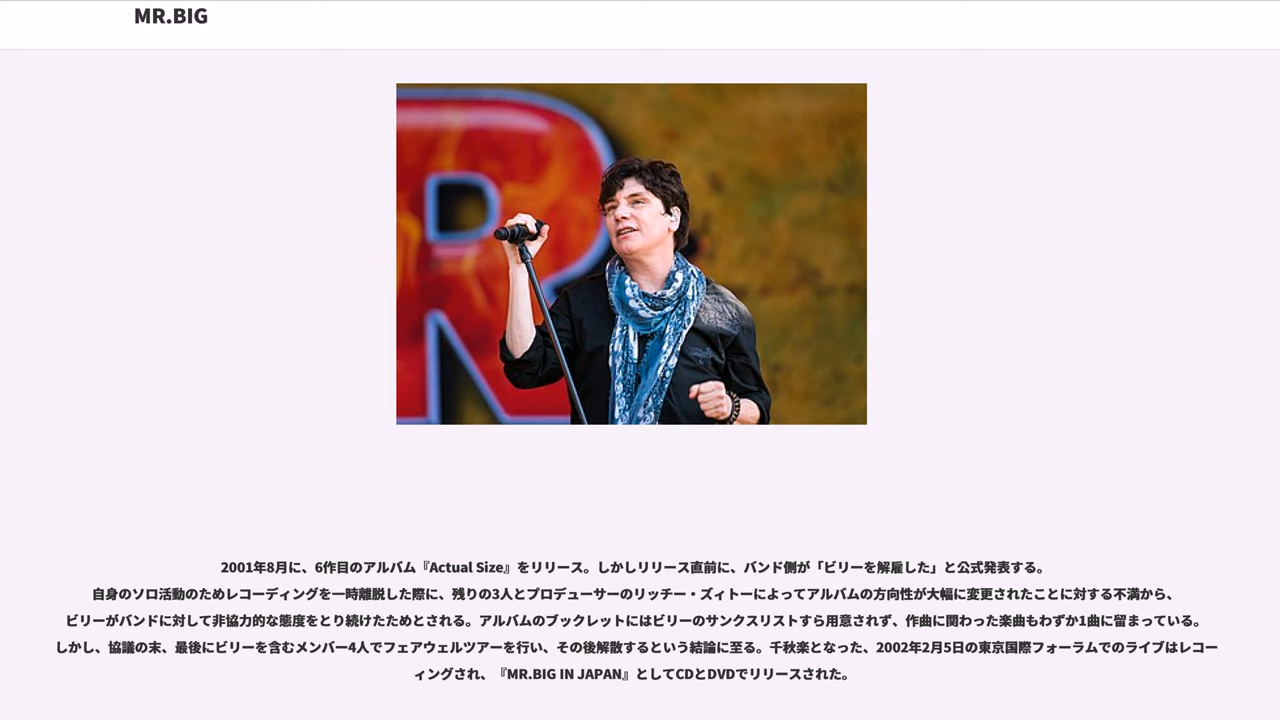 MR.BIG
R
2001年8月に、6作目のアルバム『Actual Size』をリリース。しかしリリース直前に、バンド側が「ビリーを解雇した」と公式発表する。
自身のソロ活動のためレコーディングを一時離脱した際に、残りの3人とプロデューサーのリッチー・ズィトーによってアルバムの方向性が大幅に変更されたことに対する不満から、
ビリーがバンドに対して非協力的な態度をとり続けたためとされる。アルバムのブックレットにはビリーのサンクスリストすら用意されず、作曲に関わった楽曲もわずか1曲に留まっている。
しかし、協議の末、最後にビリーを含むメンバー4人でフェアウェルツアーを行い、その後解散するという結論に至る。千秋楽となった、2002年2月5日の東京国際フォーラムでのライブはレコー
ィングされ、『MR.BIG IN JAPAN』としてCDとDVDでリリースされた。